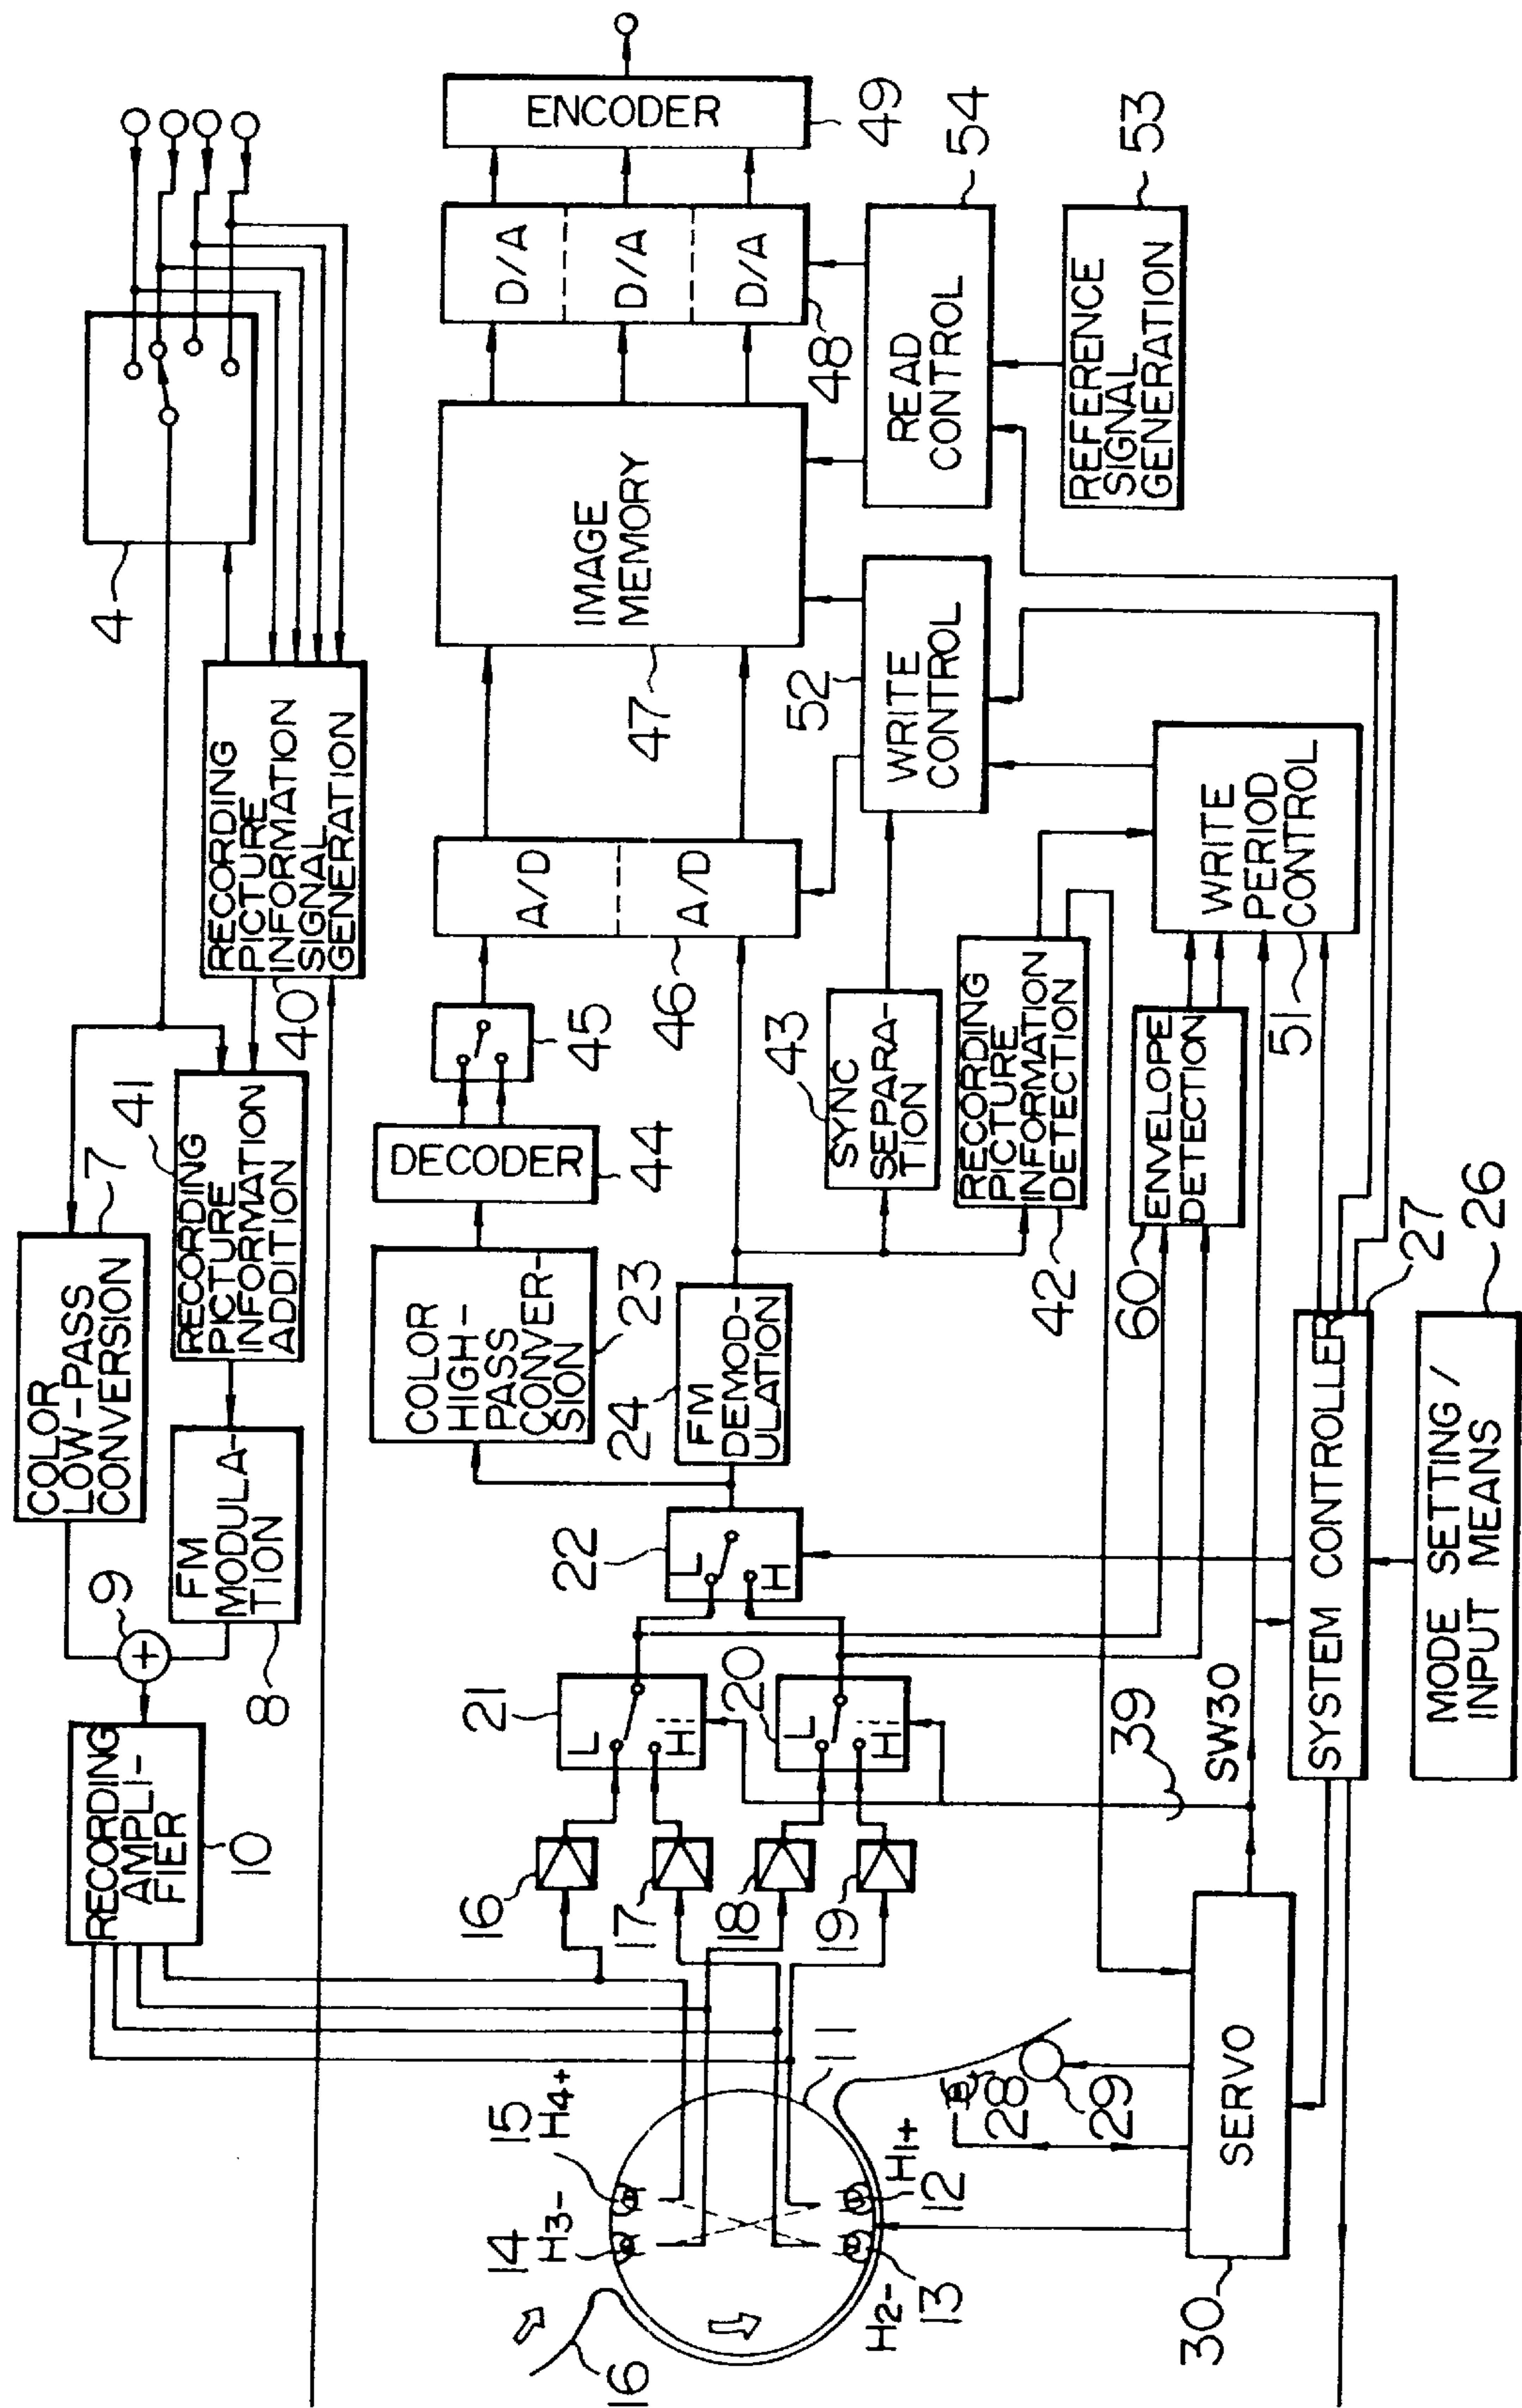 4
RECORDING
PICTURE
INFORMATION
SIGNAL
GENERATION
40
41
RECORDING
PICTURE
INFORMATION
ADDITION
7
COLOR
LOW-PASS
CONVERSION
FM
MODULA-
TION
8
9
+
RECORDING
AMPLI-
FIER
10
ENCODER
49
D/A
D/A
D/A
48
IMAGE
MEMORY
47
A/D
A/D
46
45
DECODER
44
COLOR
HIGH-
PASS
CONVER-
SION
23
24
FM
DEMOD-
ULATION
22
L
H
21
L
H
20
L
H
16
17
18
19
54
READ
CONTROL
53
REFERENCE
SIGNAL
GENERATION
52
WRITE
CONTROL
43
SYNC
SEPARA-
TION
RECORDING
PICTURE
INFORMATION
DETECTION
42
WRITE
PERIOD
CONTROL
51
60
ENVELOPE
DETECTION
SYSTEM CONTROLLER
27
MODE SETTING /
INPUT MEANS
26
SW30
39
15
H4+
14
H3-
11
H1+
12
H2-
13
16
28
29
SERVO
30